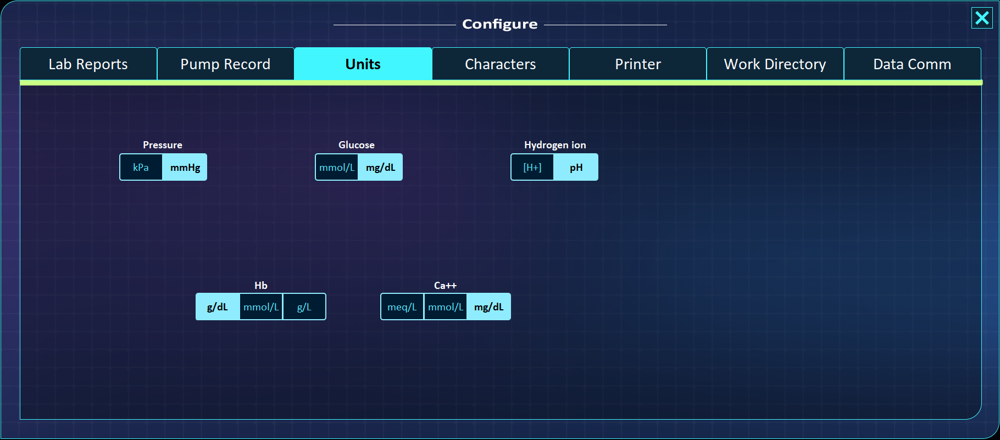 Configure
Lab Reports Pump Record Units Characters Printer Work Directory Data Comm
Pressure Glucose Hydrogen ion
kPa mmHg mmol/L mg/dL [H+] pH
Hb Ca++
g/dL mmol/L g/L meq/L mmol/L mg/dL